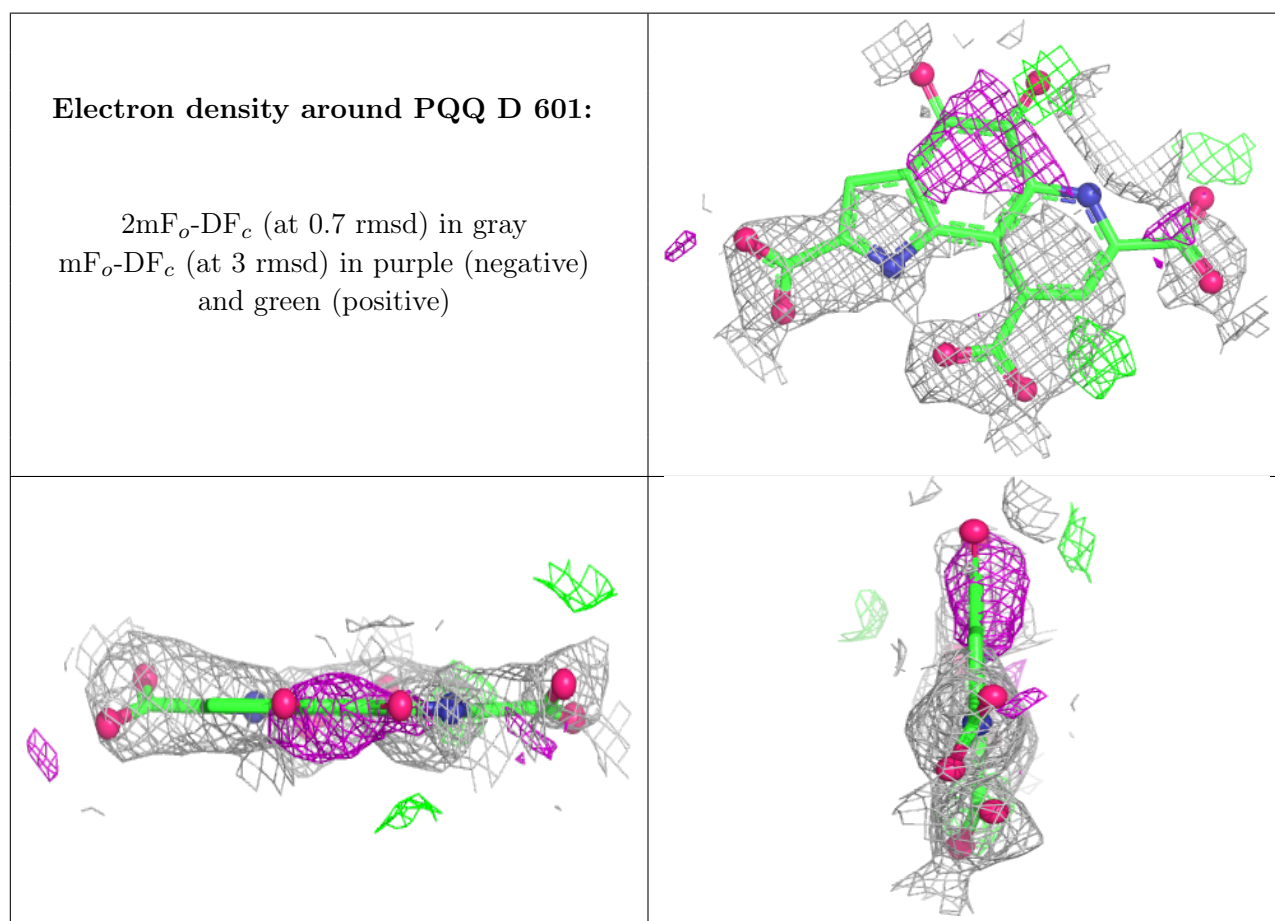 Electron density around PQQ D 601:
2mFo-DFc (at 0.7 rmsd) in gray
mFo-DFc (at 3 rmsd) in purple (negative)
and green (positive)